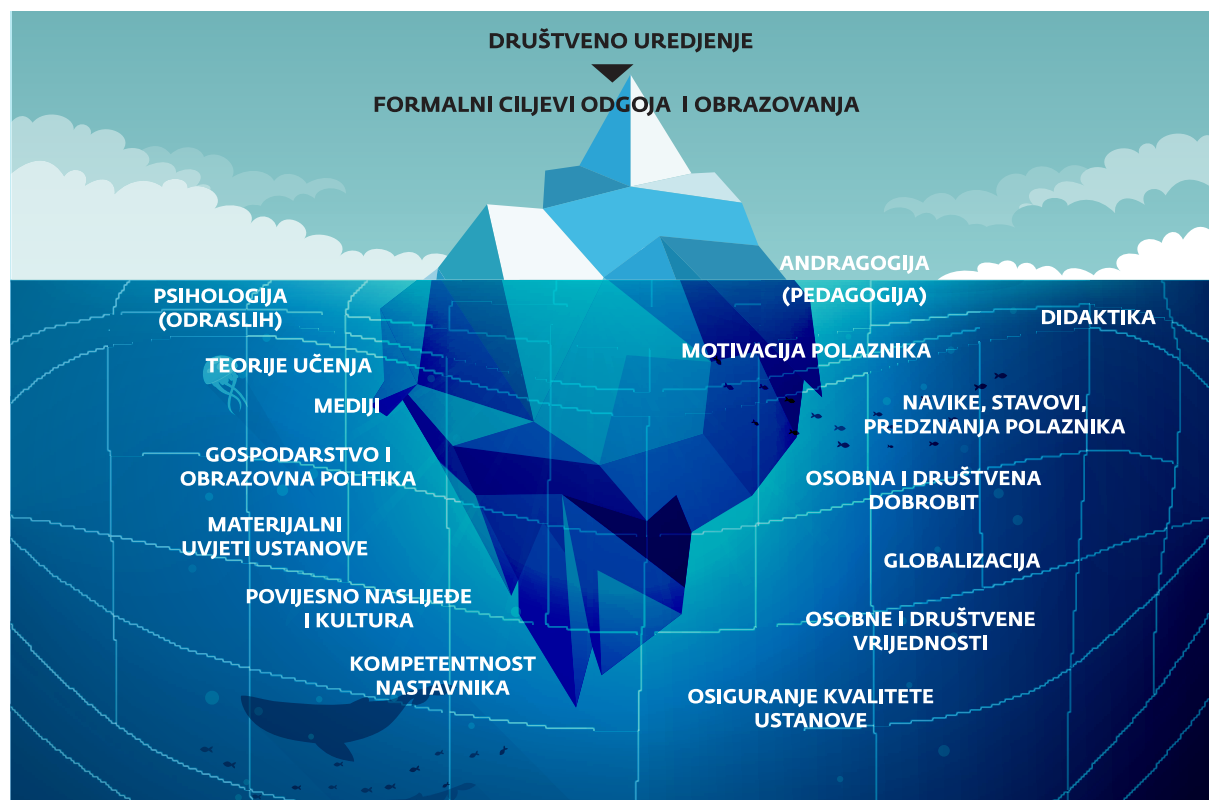 DRUŠTVENO UREDJENJE
FORMALNI CILJEVI ODGOJA I OBRAZOVANJA
PSIHOLOGIJA
(ODRASLIH)
TEORIJE UČENJA
MEDIJI
GOSPODARSTVO I
OBRAZOVNA POLITIKA
MATERIJALNI
UVJETI USTANOVE
POVIJESNO NASLIJEĐE
I KULTURA
KOMPETENTNOST
NASTAVNIKA
ANDRAGOGIJA
(PEDAGOGIJA)
DIDAKTIKA
MOTIVACIJA POLAZNIKA
NAVIKE, STAVOVI,
PREDZNANJA POLAZNIKA
OSOBNA I DRUŠTVENA
DOBROBIT
GLOBALIZACIJA
OSOBNE I DRUŠTVENE
VRIJEDNOSTI
OSIGURANJE KVALITETE
USTANOVE